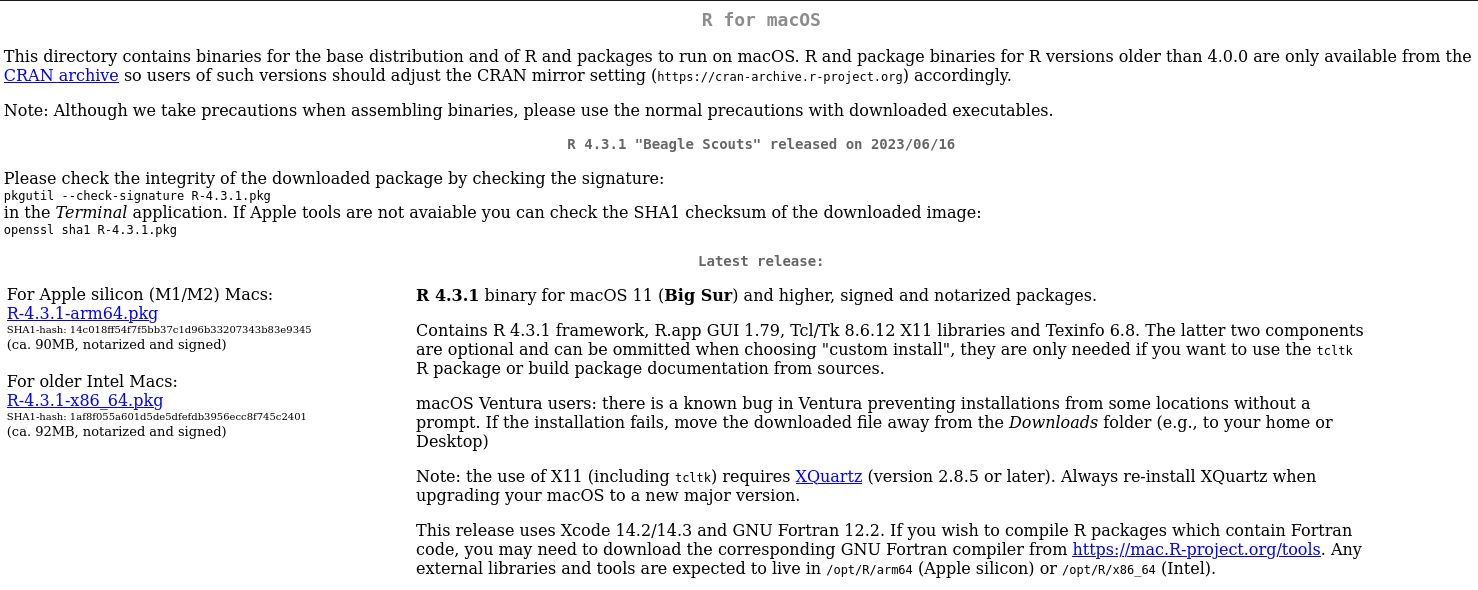 R for macOS
This directory contains binaries for the base distribution and of R and packages to run on macOS. R and package binaries for R versions older than 4.0.0 are only available from the
CRAN archive so users of such versions should adjust the CRAN mirror setting (https://cran-archive.r-project.org) accordingly.
Note: Although we take precautions when assembling binaries, please use the normal precautions with downloaded executables.
R 4.3.1 "Beagle Scouts" released on 2023/06/16
Please check the integrity of the downloaded package by checking the signature:
pkgutil --check-signature R-4.3.1.pkg
in the Terminal application. If Apple tools are not avaiable you can check the SHA1 checksum of the downloaded image:
openssl sha1 R-4.3.1.pkg
Latest release:
For Apple silicon (M1/M2) Macs:
R-4.3.1-arm64.pkg
SHA1-hash: 14c018ff54f7f5bb37c1d96b33207343b83e9345
(ca. 90MB, notarized and signed)
For older Intel Macs:
R-4.3.1-x86_64.pkg
SHA1-hash: 1af8f055a601d5de5dfefdb3956ecc8f745c2401
(ca. 92MB, notarized and signed)
R 4.3.1 binary for macOS 11 (Big Sur) and higher, signed and notarized packages.
Contains R 4.3.1 framework, R.app GUI 1.79, Tcl/Tk 8.6.12 X11 libraries and Texinfo 6.8. The latter two components
are optional and can be ommitted when choosing "custom install", they are only needed if you want to use the tcltk
R package or build package documentation from sources.
macOS Ventura users: there is a known bug in Ventura preventing installations from some locations without a
prompt. If the installation fails, move the downloaded file away from the Downloads folder (e.g., to your home or
Desktop)
Note: the use of X11 (including tcltk) requires XQuartz (version 2.8.5 or later). Always re-install XQuartz when
upgrading your macOS to a new major version.
This release uses Xcode 14.2/14.3 and GNU Fortran 12.2. If you wish to compile R packages which contain Fortran
code, you may need to download the corresponding GNU Fortran compiler from https://mac.R-project.org/tools. Any
external libraries and tools are expected to live in /opt/R/arm64 (Apple silicon) or /opt/R/x86_64 (Intel).